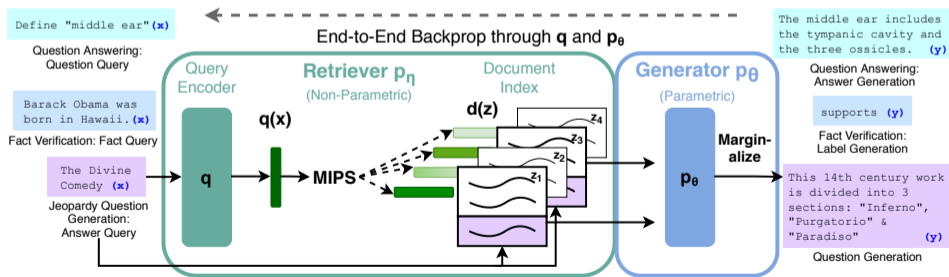 End-to-End Backprop through q and pθ
Define "middle ear"(x)
Question Answering:
Question Query
Barack Obama was
born in Hawaii.(x)
Fact Verification: Fact Query
The Divine
Comedy (x)
Jeopardy Question
Generation:
Answer Query
Query
Encoder
q
q(x)
Retriever pη
(Non-Parametric)
MIPS
Document
Index
d(z)
z4
z3
z2
z1
Generator pθ
(Parametric)
pθ
Margin-
alize
The middle ear includes
the tympanic cavity and
the three ossicles. (y)
Question Answering:
Answer Generation
supports (y)
Fact Verification:
Label Generation
This 14th century work
is divided into 3
sections: "Inferno",
"Purgatorio" &
"Paradiso" (y)
Question Generation